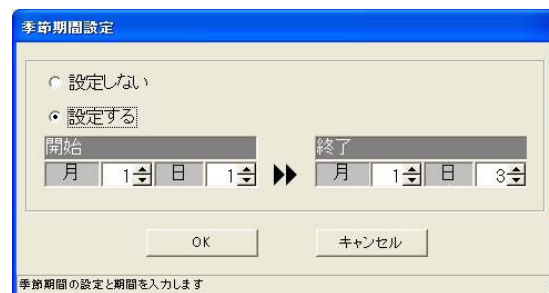 季節期間設定
設定しない
設定する
開始 終了
月 1 日 1 月 1 日 3
OK キャンセル
季節期間の設定と期間を入力します